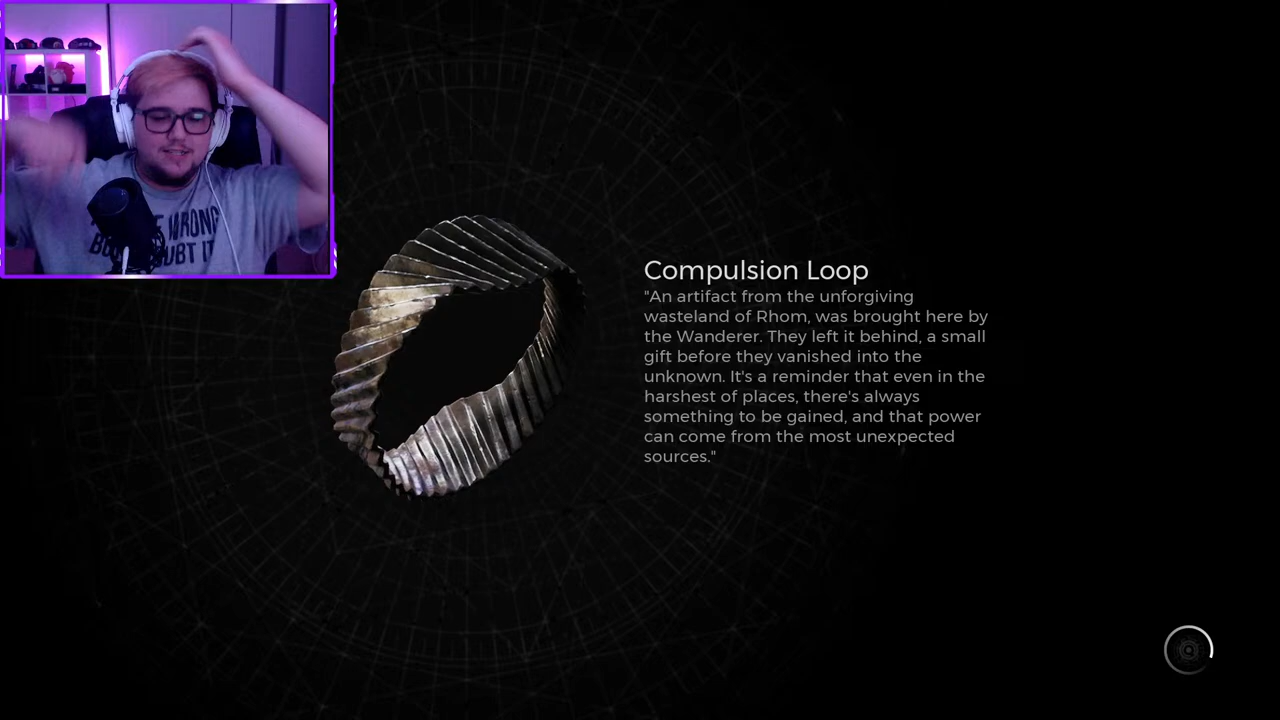 WRONG
Compulsion Loop
"An artifact from the unforgiving
wasteland of Rhom, was brought here by
the Wanderer. They left it behind, a small
gift before they vanished into the
unknown. It's a reminder that even in the
harshest of places, there's always
something to be gained, and that power
can come from the most unexpected
sources."